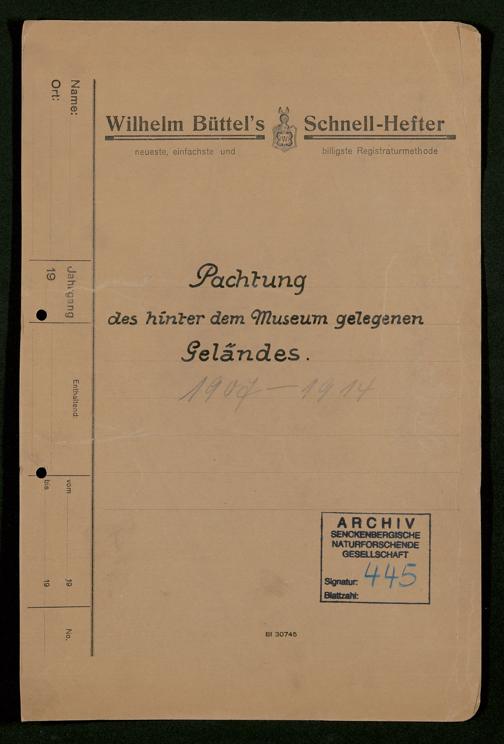 Name:
Ort:
Jahrgang
19
Enthaltend:
vom 19
bis 19
No.
Wilhelm Büttel's Schnell-Hefter
neueste, einfachste und billigste Registraturmethode
W
Pachtung
des hinter dem Museum gelegenen
Geländes.
1907-1914
ARCHIV
SENCKENBERGISCHE
NATURFORSCHENDE
GESELLSCHAFT
Signatur: 445
Blattzahl:
BI 30745